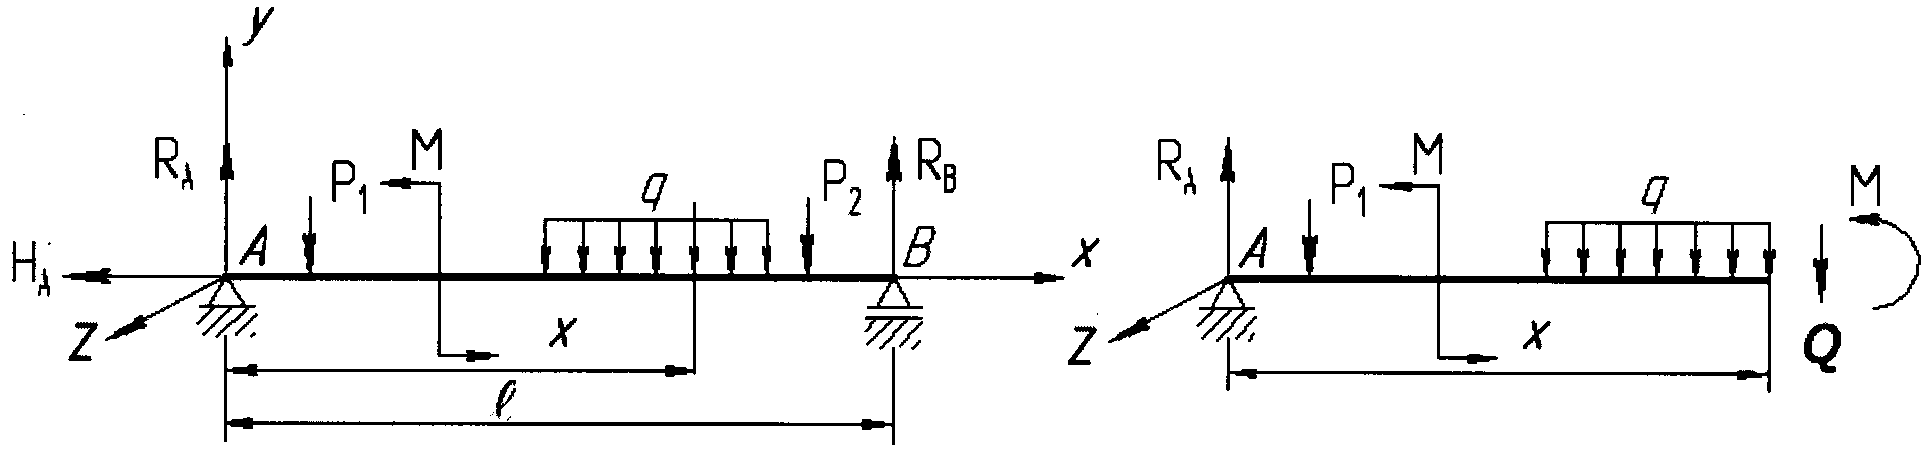 y
R_A
P_1
M
q
P_2
R_B
H_A
A
B
x
z
x
ℓ
R_A
P_1
M
q
M
A
z
x
Q